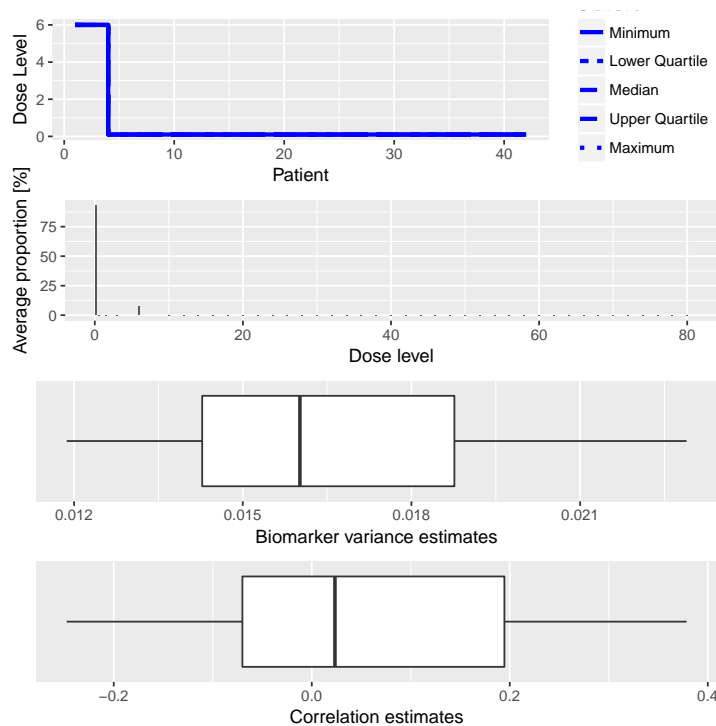 Dose Level
6
4
2
0
0 10 20 30 40
Patient
Minimum
Lower Quartile
Median
Upper Quartile
Maximum
Average proportion [%]
75
50
25
0
0 20 40 60 80
Dose level
0.012 0.015 0.018 0.021
Biomarker variance estimates
−0.2 0.0 0.2 0.4
Correlation estimates